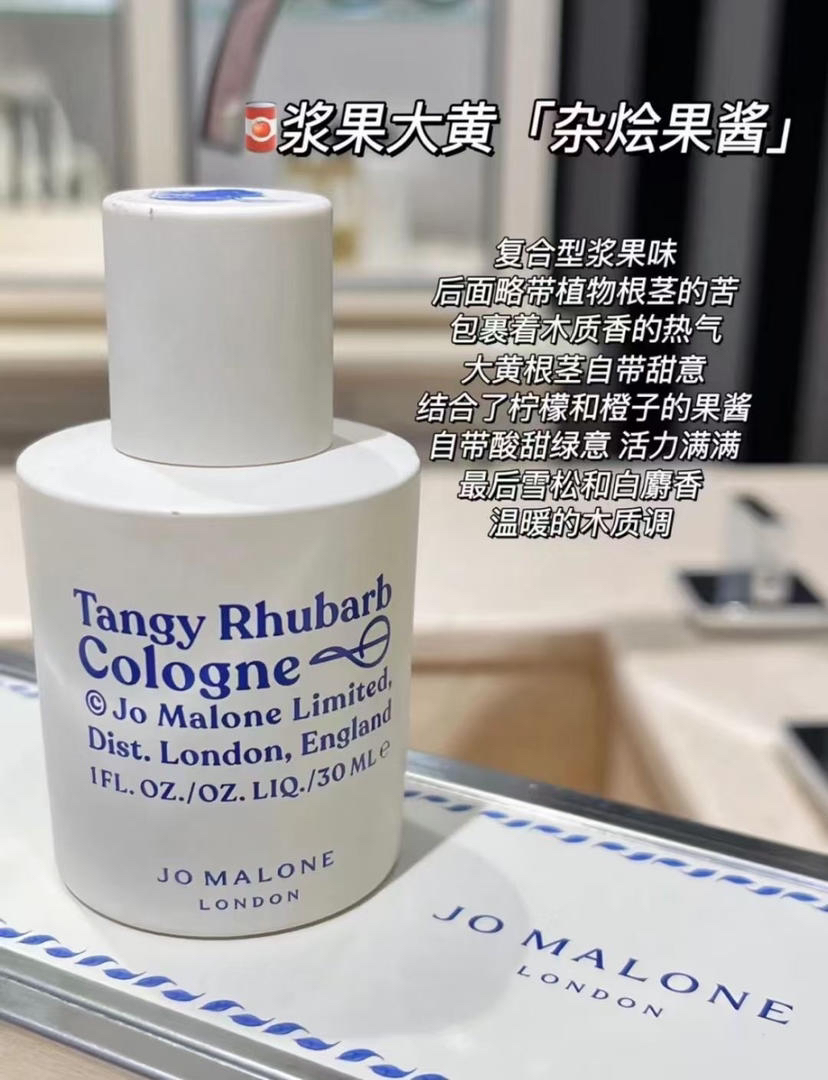 🥫浆果大黄「杂烩果酱」
复合型浆果味
后面略带植物根茎的苦
包裹着木质香的热气
大黄根茎自带甜意
结合了柠檬和橙子的果酱
自带酸甜绿意 活力满满
最后雪松和白麝香
温暖的木质调
Tangy Rhubarb
Cologne
© Jo Malone Limited,
Dist. London, England
1FL. OZ./OZ. LIQ./30 ML e
JO MALONE
LONDON
JO MALONE
LONDON